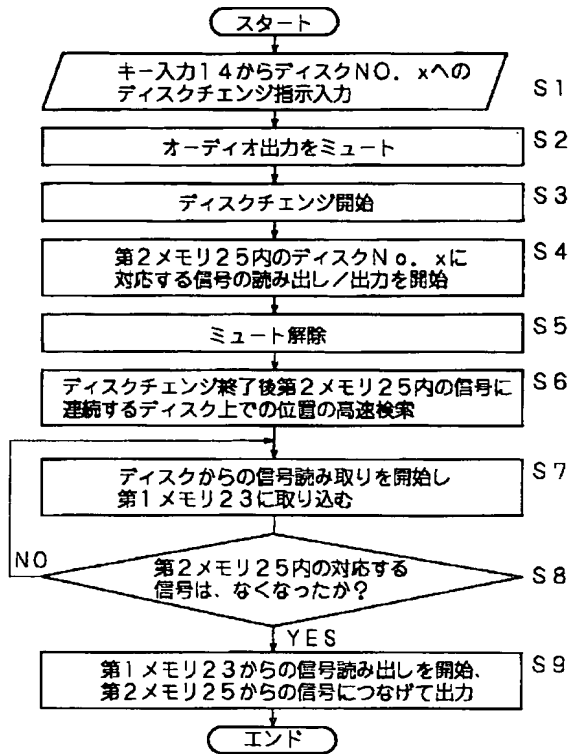 スタート
キー入力14からディスクNO. xへの
ディスクチェンジ指示入力
S1
オーディオ出力をミュート
S2
ディスクチェンジ開始
S3
第2メモリ25内のディスクNo. xに
対応する信号の読み出し/出力を開始
S4
ミュート解除
S5
ディスクチェンジ終了後第2メモリ25内の信号に
連続するディスク上での位置の高速検索
S6
ディスクからの信号読み取りを開始し
第1メモリ23に取り込む
S7
NO
第2メモリ25内の対応する
信号は、なくなったか?
S8
YES
第1メモリ23からの信号読み出しを開始、
第2メモリ25からの信号につなげて出力
S9
エンド